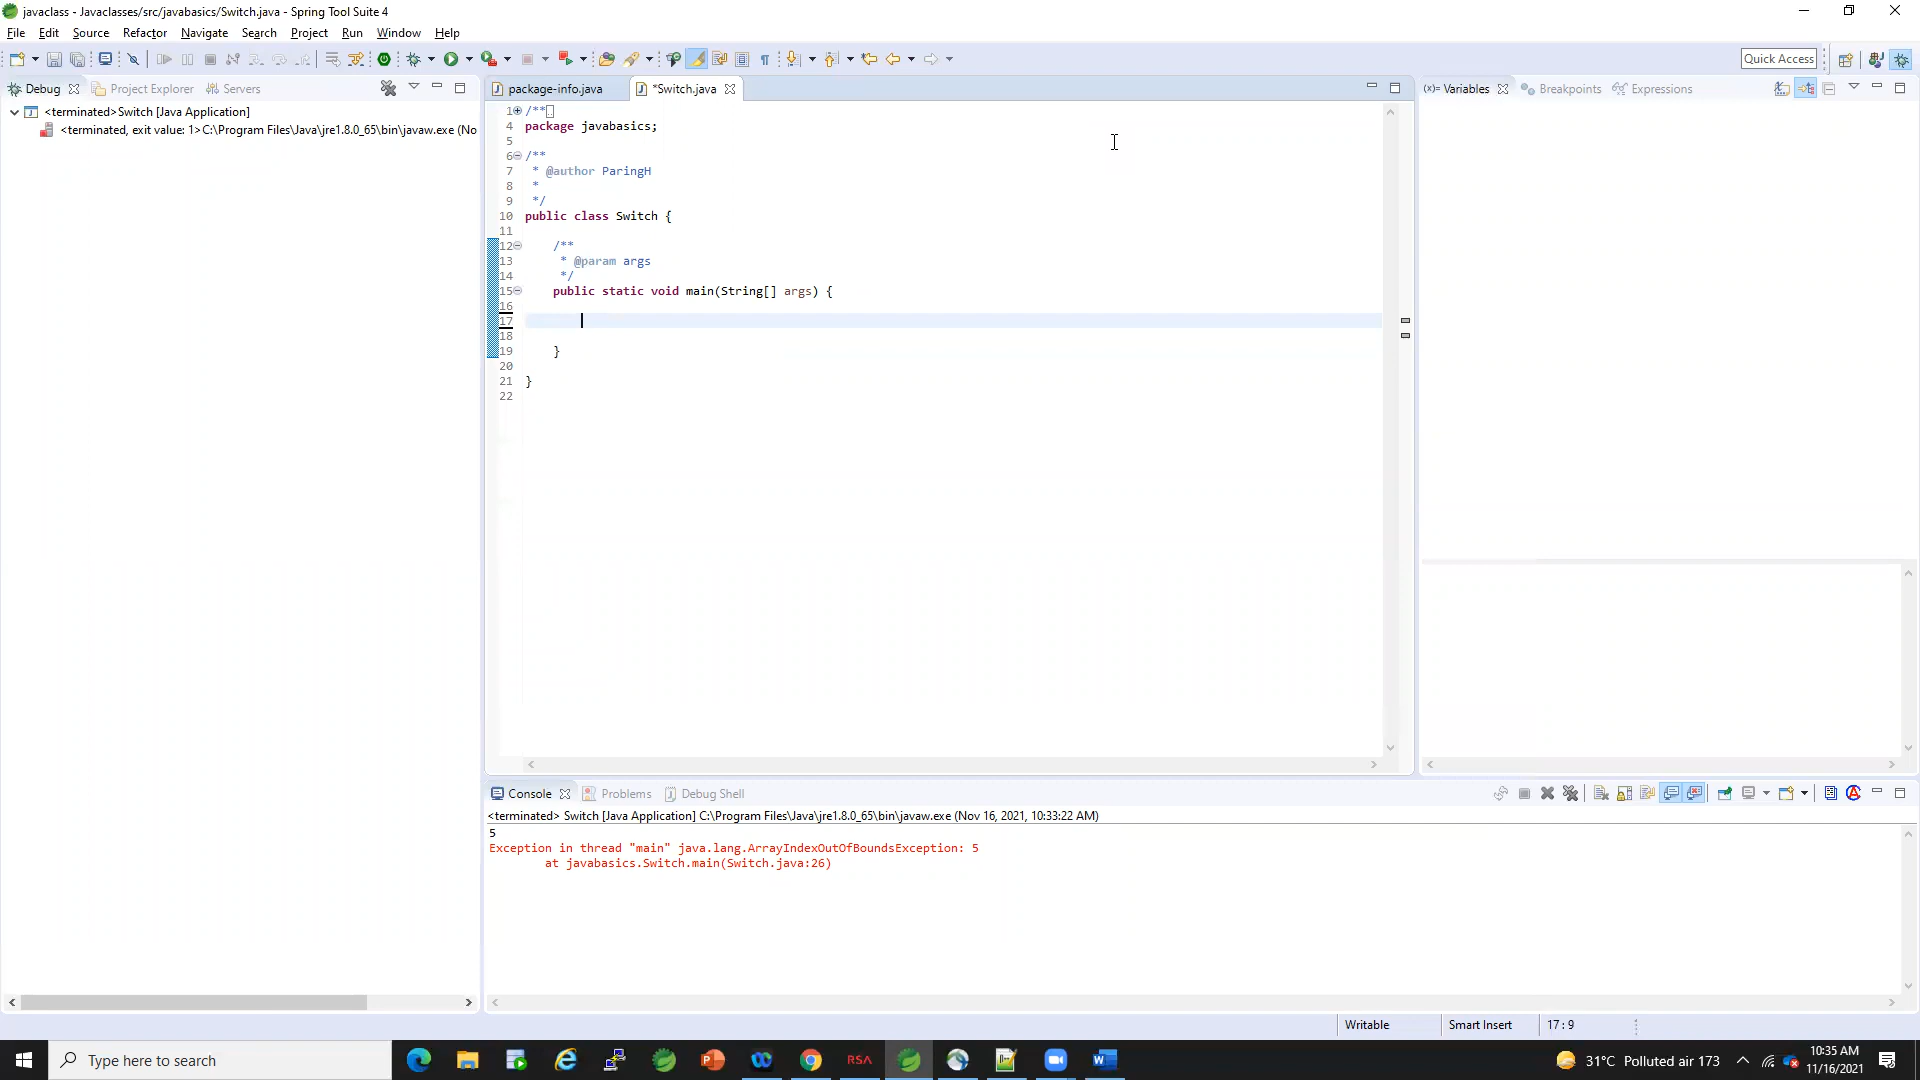 javaclass - Javaclasses/src/javabasics/Switch.java - Spring Tool Suite 4
File Edit Source Refactor Navigate Search Project Run Window Help
Quick Access
Debug Project Explorer Servers
<terminated>Switch [Java Application]
<terminated, exit value: 1>C:\Program Files\Java\jre1.8.0_65\bin\javaw.exe (No
package-info.java *Switch.java
1 /**
4 package javabasics;
5
6 /**
7 * @author ParingH
8 *
9 */
10 public class Switch {
11
12 /**
13 * @param args
14 */
15 public static void main(String[] args) {
16
17
18
19 }
20
21 }
22
(x)= Variables Breakpoints Expressions
Console Problems Debug Shell
<terminated> Switch [Java Application] C:\Program Files\Java\jre1.8.0_65\bin\javaw.exe (Nov 16, 2021, 10:33:22 AM)
5
Exception in thread "main" java.lang.ArrayIndexOutOfBoundsException: 5
at javabasics.Switch.main(Switch.java:26)
Writable Smart Insert 17 : 9
Type here to search
RSA
31°C Polluted air 173
10:35 AM
11/16/2021